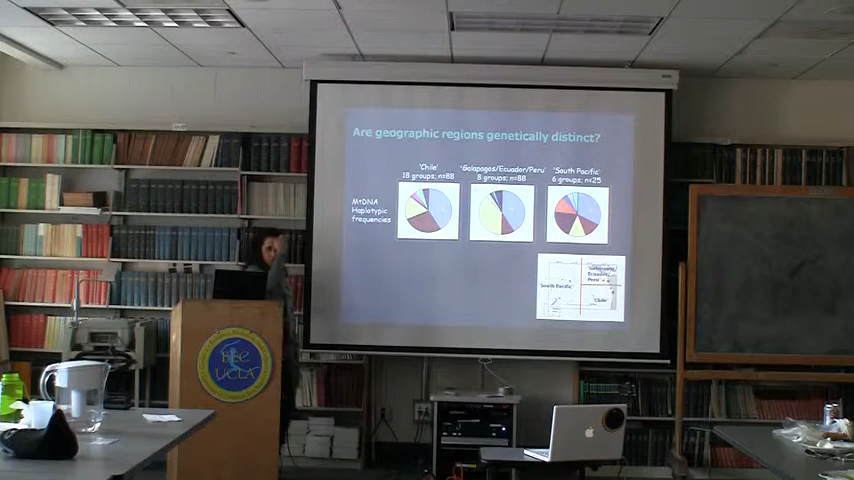 Are geographic regions genetically distinct?
'Chile'
18 groups; n=88
'Galapagos/Ecuador/Peru'
8 groups; n=88
'South Pacific'
6 groups; n=25
MtDNA
Haplotypic
frequencies
'Galapagos/
Ecuador/
Peru'
'South Pacific'
'Chile'
EEB
UCLA